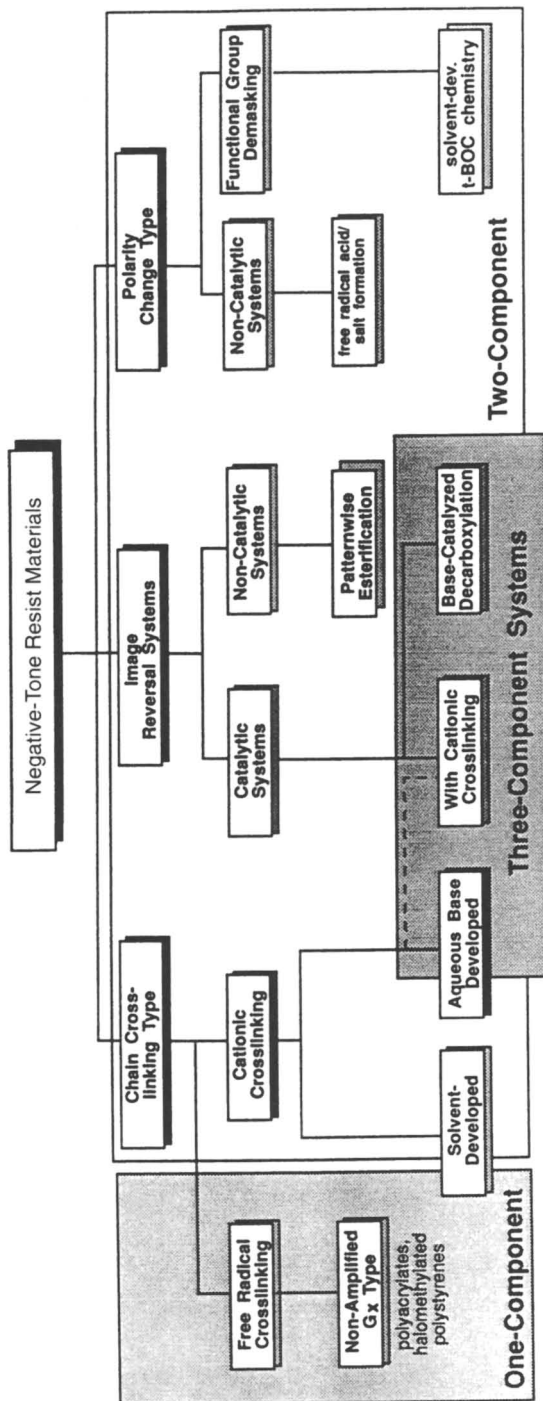 Negative-Tone Resist Materials
Chain Cross-
linking Type
Image
Reversal Systems
Polarity
Change Type
Free Radical
Crosslinking
Cationic
Crosslinking
Catalytic
Systems
Non-Catalytic
Systems
Non-Catalytic
Systems
Functional Group
Demasking
Non-Amplified
Gx Type
polyacrylates,
halomethylated
polystyrenes
Patternwise
Esterification
free radical acid/
salt formation
Solvent-
Developed
Aqueous Base
Developed
With Cationic
Crosslinking
Base-Catalyzed
Decarboxylation
solvent-dev.
t-BOC chemistry
One-Component
Three-Component Systems
Two-Component